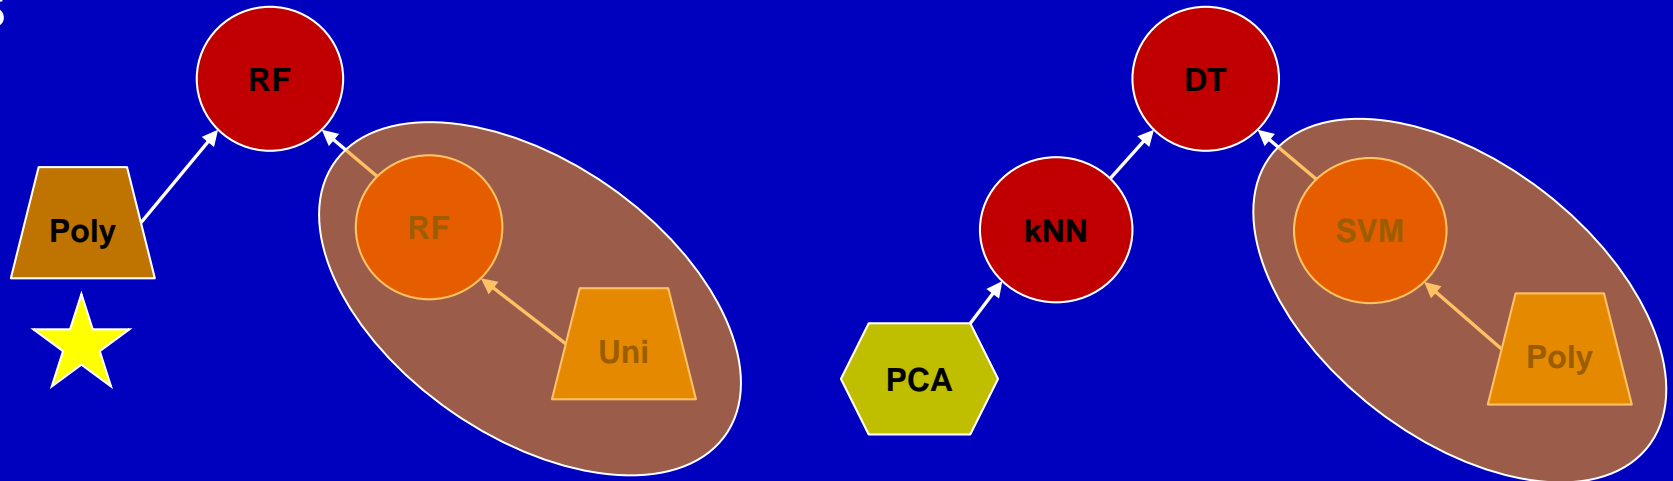 RF
DT
RF
Poly
kNN
SVM
Uni
Poly
PCA